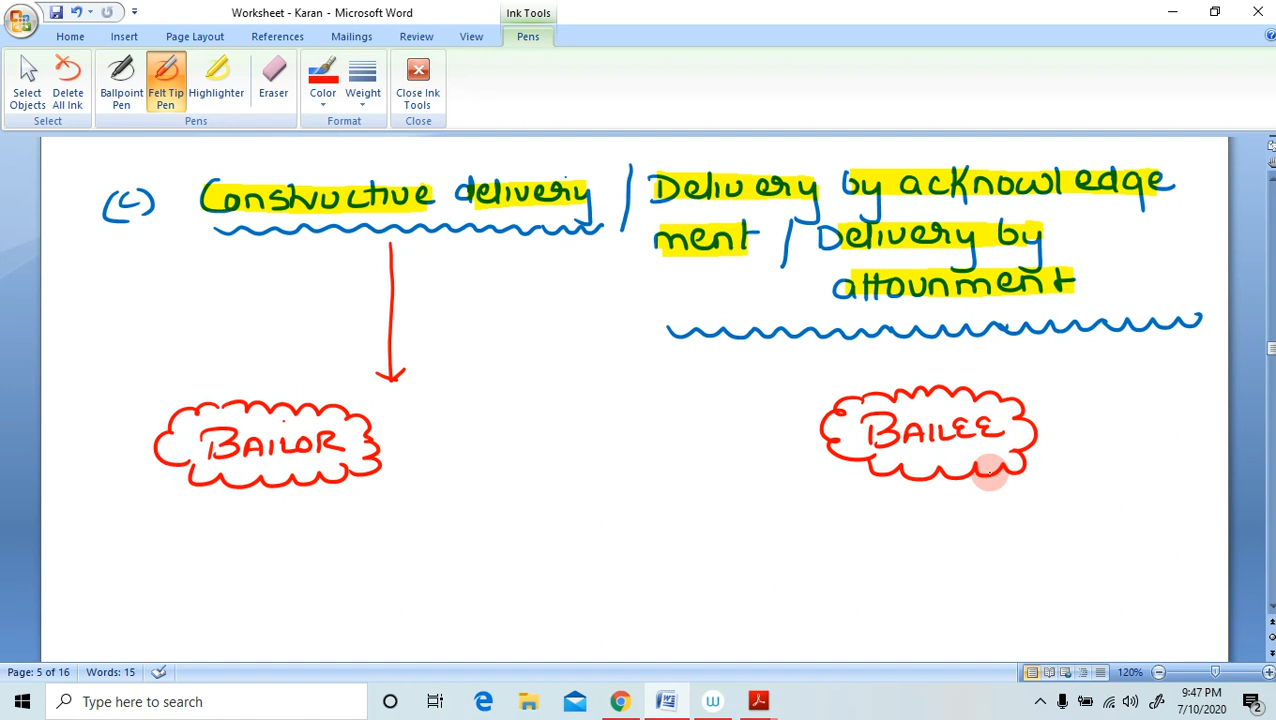 Worksheet - Karan - Microsoft Word
Ink Tools
Home Insert Page Layout References Mailings Review View Pens
Select Objects
Delete All Ink
Ballpoint Pen
Felt Tip Pen
Highlighter
Eraser
Color
Weight
Close Ink Tools
Select Pens Format Close
(C) Constructive delivery / Delivery by acknowledge
ment / Delivery by
attounment
BAILOR
BAILEE
Page: 5 of 16 Words: 15 120%
Type here to search
9:47 PM
7/10/2020
2